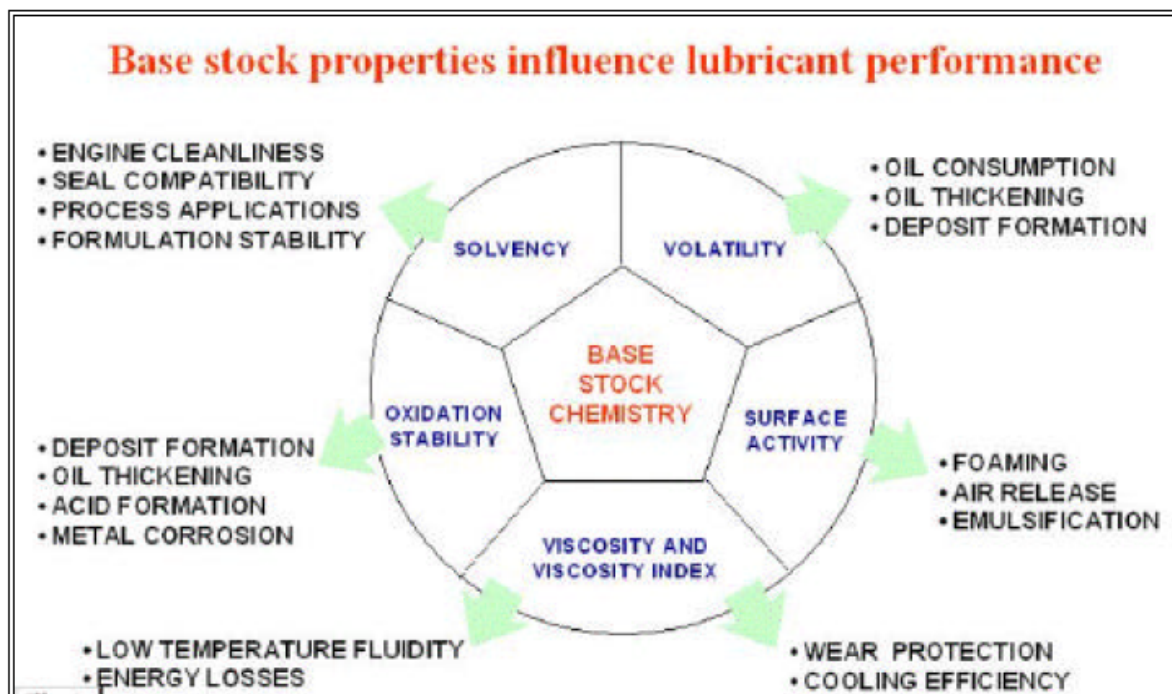 Base stock properties influence lubricant performance
• ENGINE CLEANLINESS
• SEAL COMPATIBILITY
• PROCESS APPLICATIONS
• FORMULATION STABILITY
• OIL CONSUMPTION
• OIL THICKENING
• DEPOSIT FORMATION
SOLVENCY
VOLATILITY
BASE
STOCK
CHEMISTRY
OXIDATION
STABILITY
SURFACE
ACTIVITY
• DEPOSIT FORMATION
• OIL THICKENING
• ACID FORMATION
• METAL CORROSION
• FOAMING
• AIR RELEASE
• EMULSIFICATION
VISCOSITY AND
VISCOSITY INDEX
• LOW TEMPERATURE FLUIDITY
• ENERGY LOSSES
• WEAR PROTECTION
• COOLING EFFICIENCY